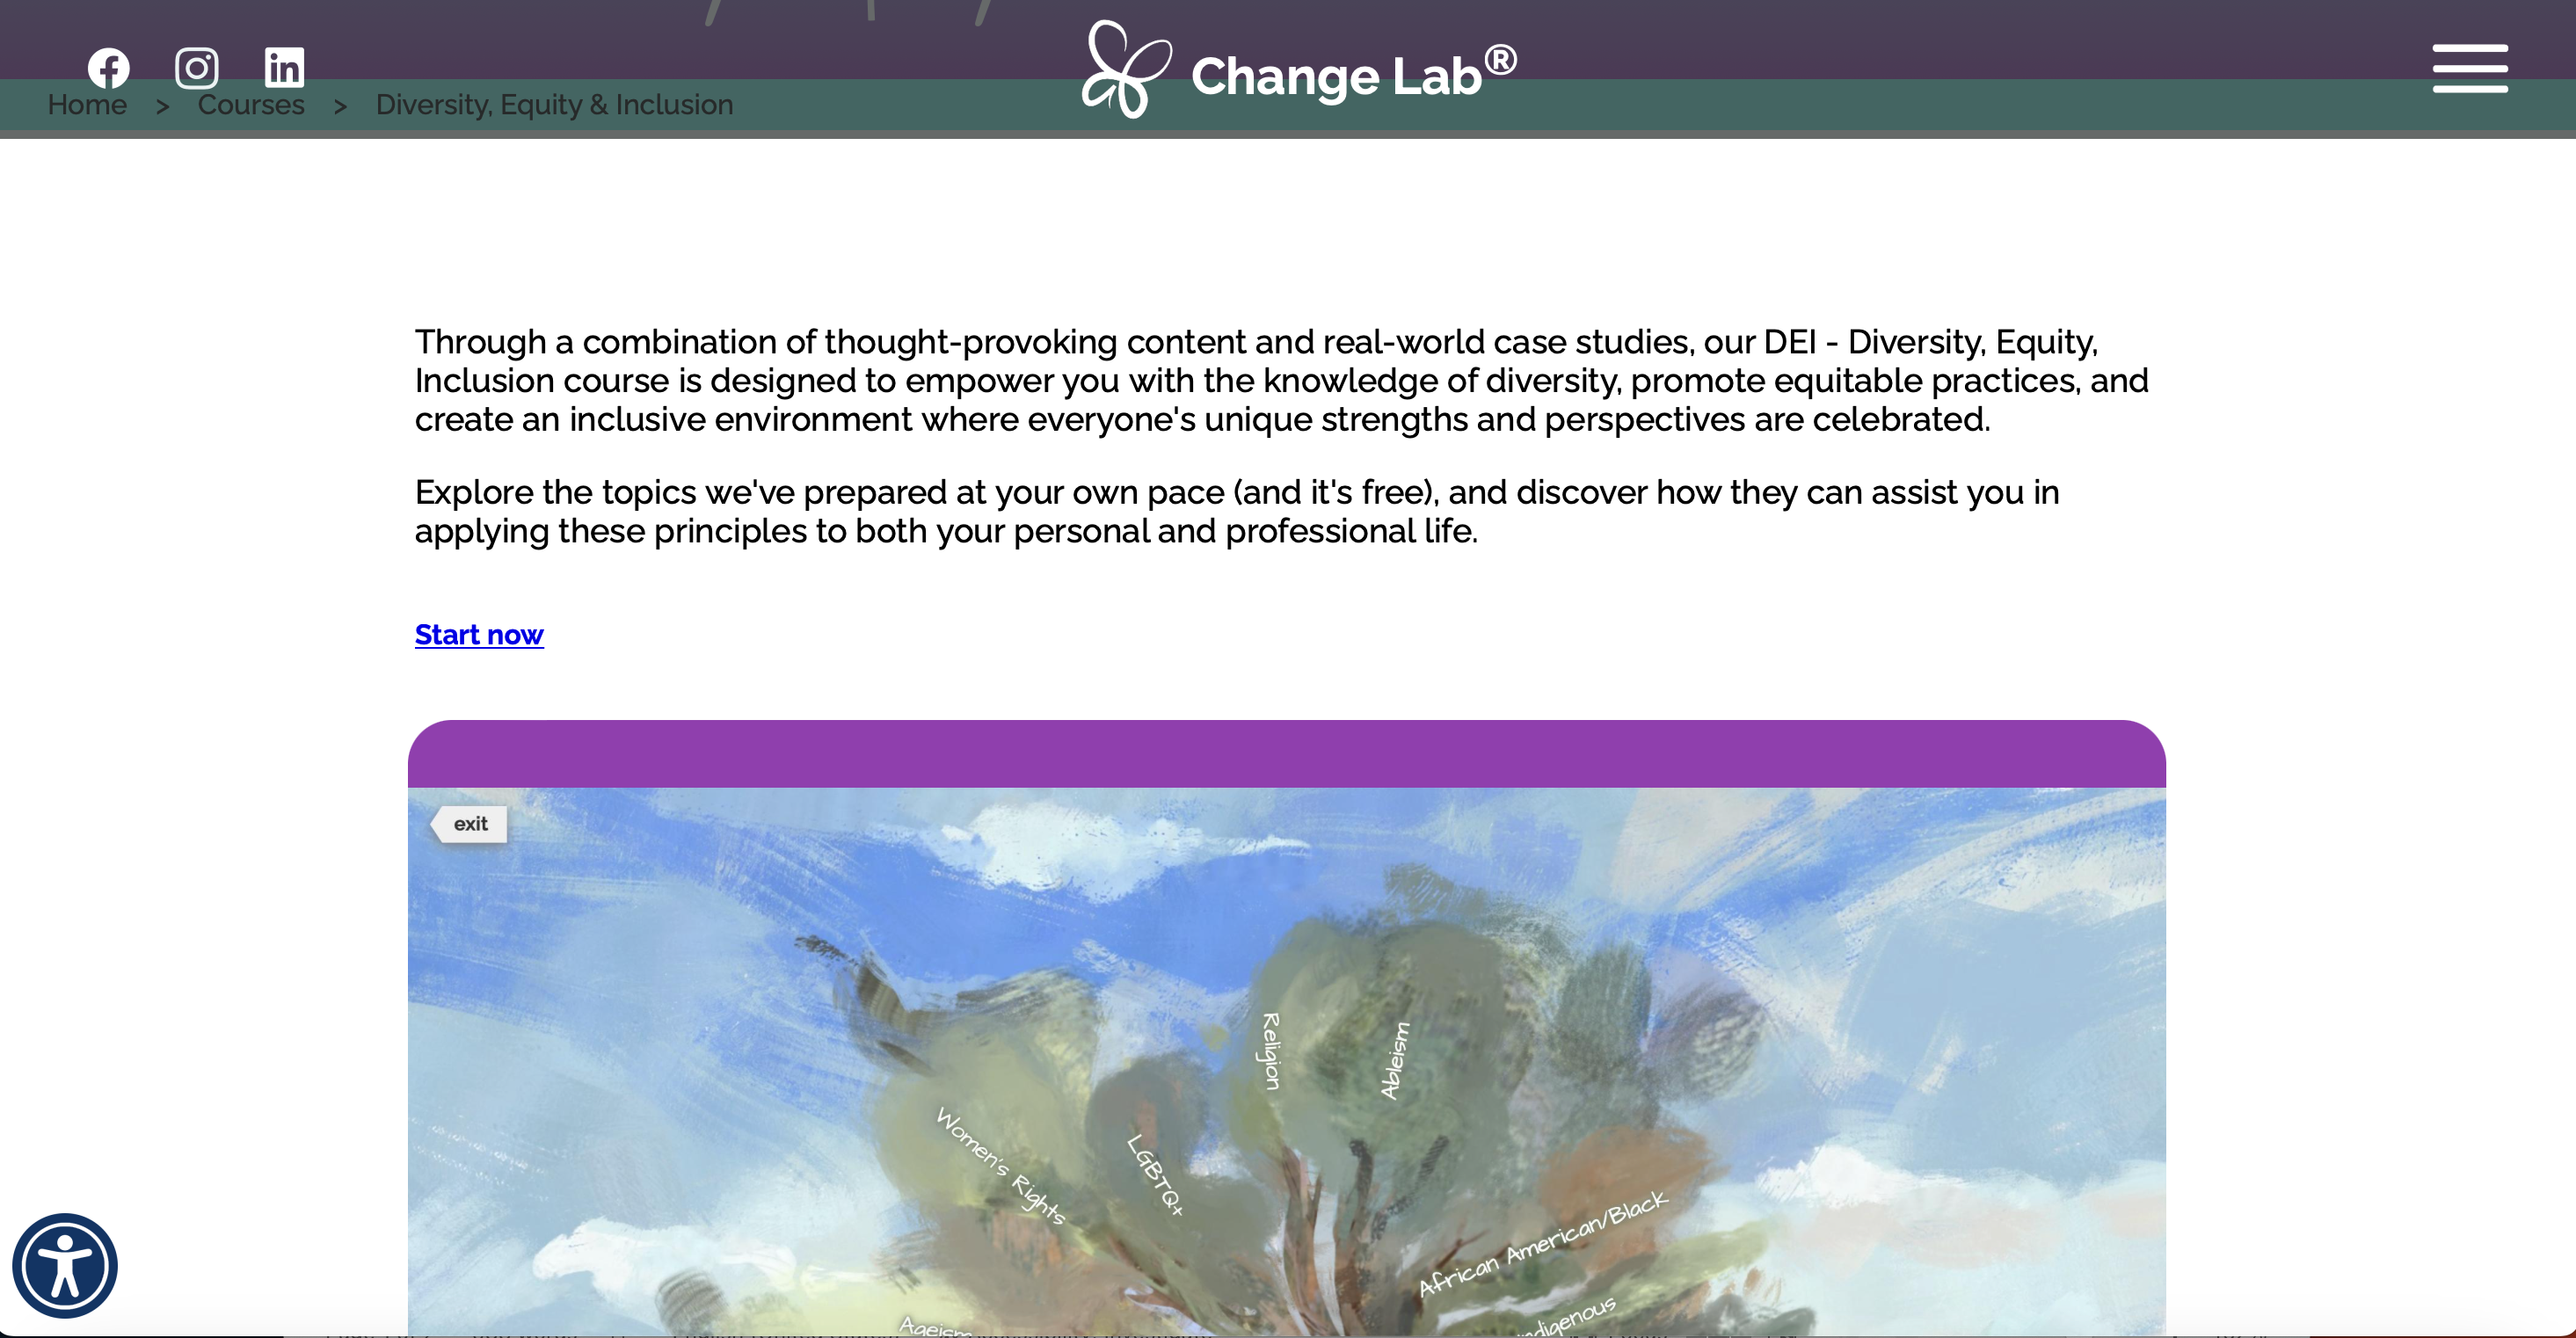 Change Lab®
Home > Courses > Diversity, Equity & Inclusion
Through a combination of thought-provoking content and real-world case studies, our DEI - Diversity, Equity,
Inclusion course is designed to empower you with the knowledge of diversity, promote equitable practices, and
create an inclusive environment where everyone's unique strengths and perspectives are celebrated.
Explore the topics we've prepared at your own pace (and it's free), and discover how they can assist you in
applying these principles to both your personal and professional life.
Start now
exit
Religion
Ableism
Women's Rights
LGBTQ+
African American/Black
Indigenous
Ageism